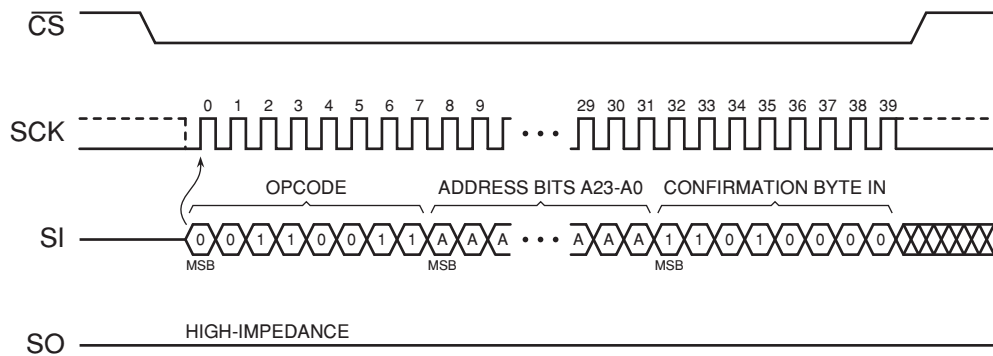 CS
0 1 2 3 4 5 6 7 8 9 29 30 31 32 33 34 35 36 37 38 39
SCK
OPCODE ADDRESS BITS A23-A0 CONFIRMATION BYTE IN
SI 0 0 1 1 0 0 1 1 A A A A A A 1 1 0 1 0 0 0 0
MSB MSB MSB
HIGH-IMPEDANCE
SO